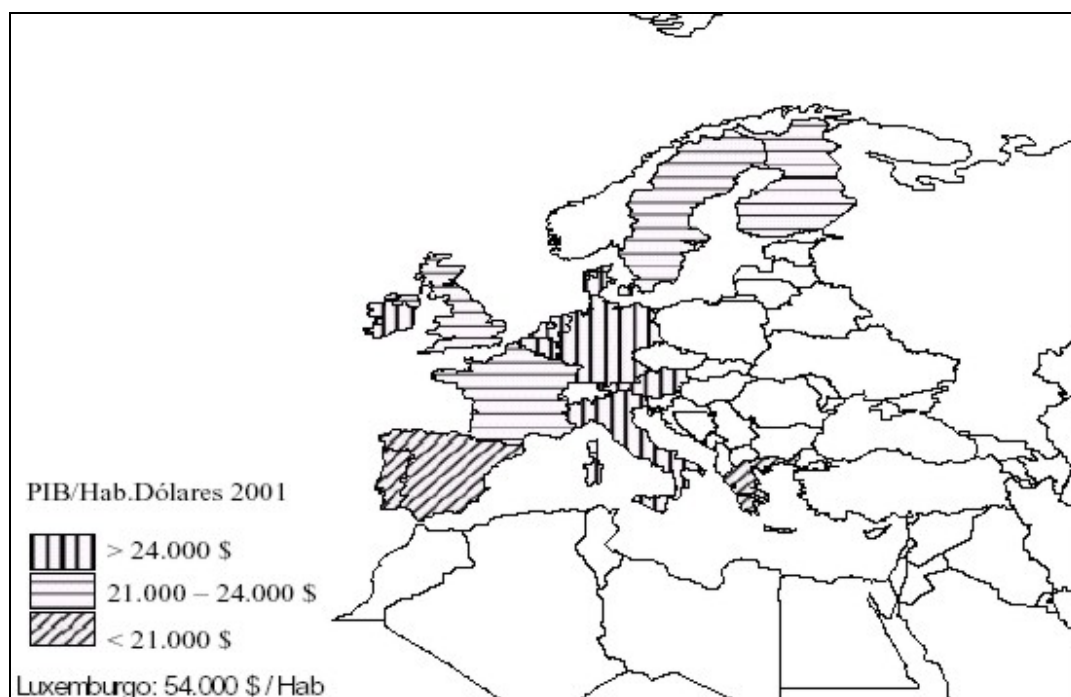 PIB/Hab.Dólares 2001
> 24.000 $
21.000 – 24.000 $
< 21.000 $
Luxemburgo: 54.000 $ / Hab